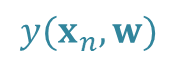 y(𝐱ₙ, 𝐰)